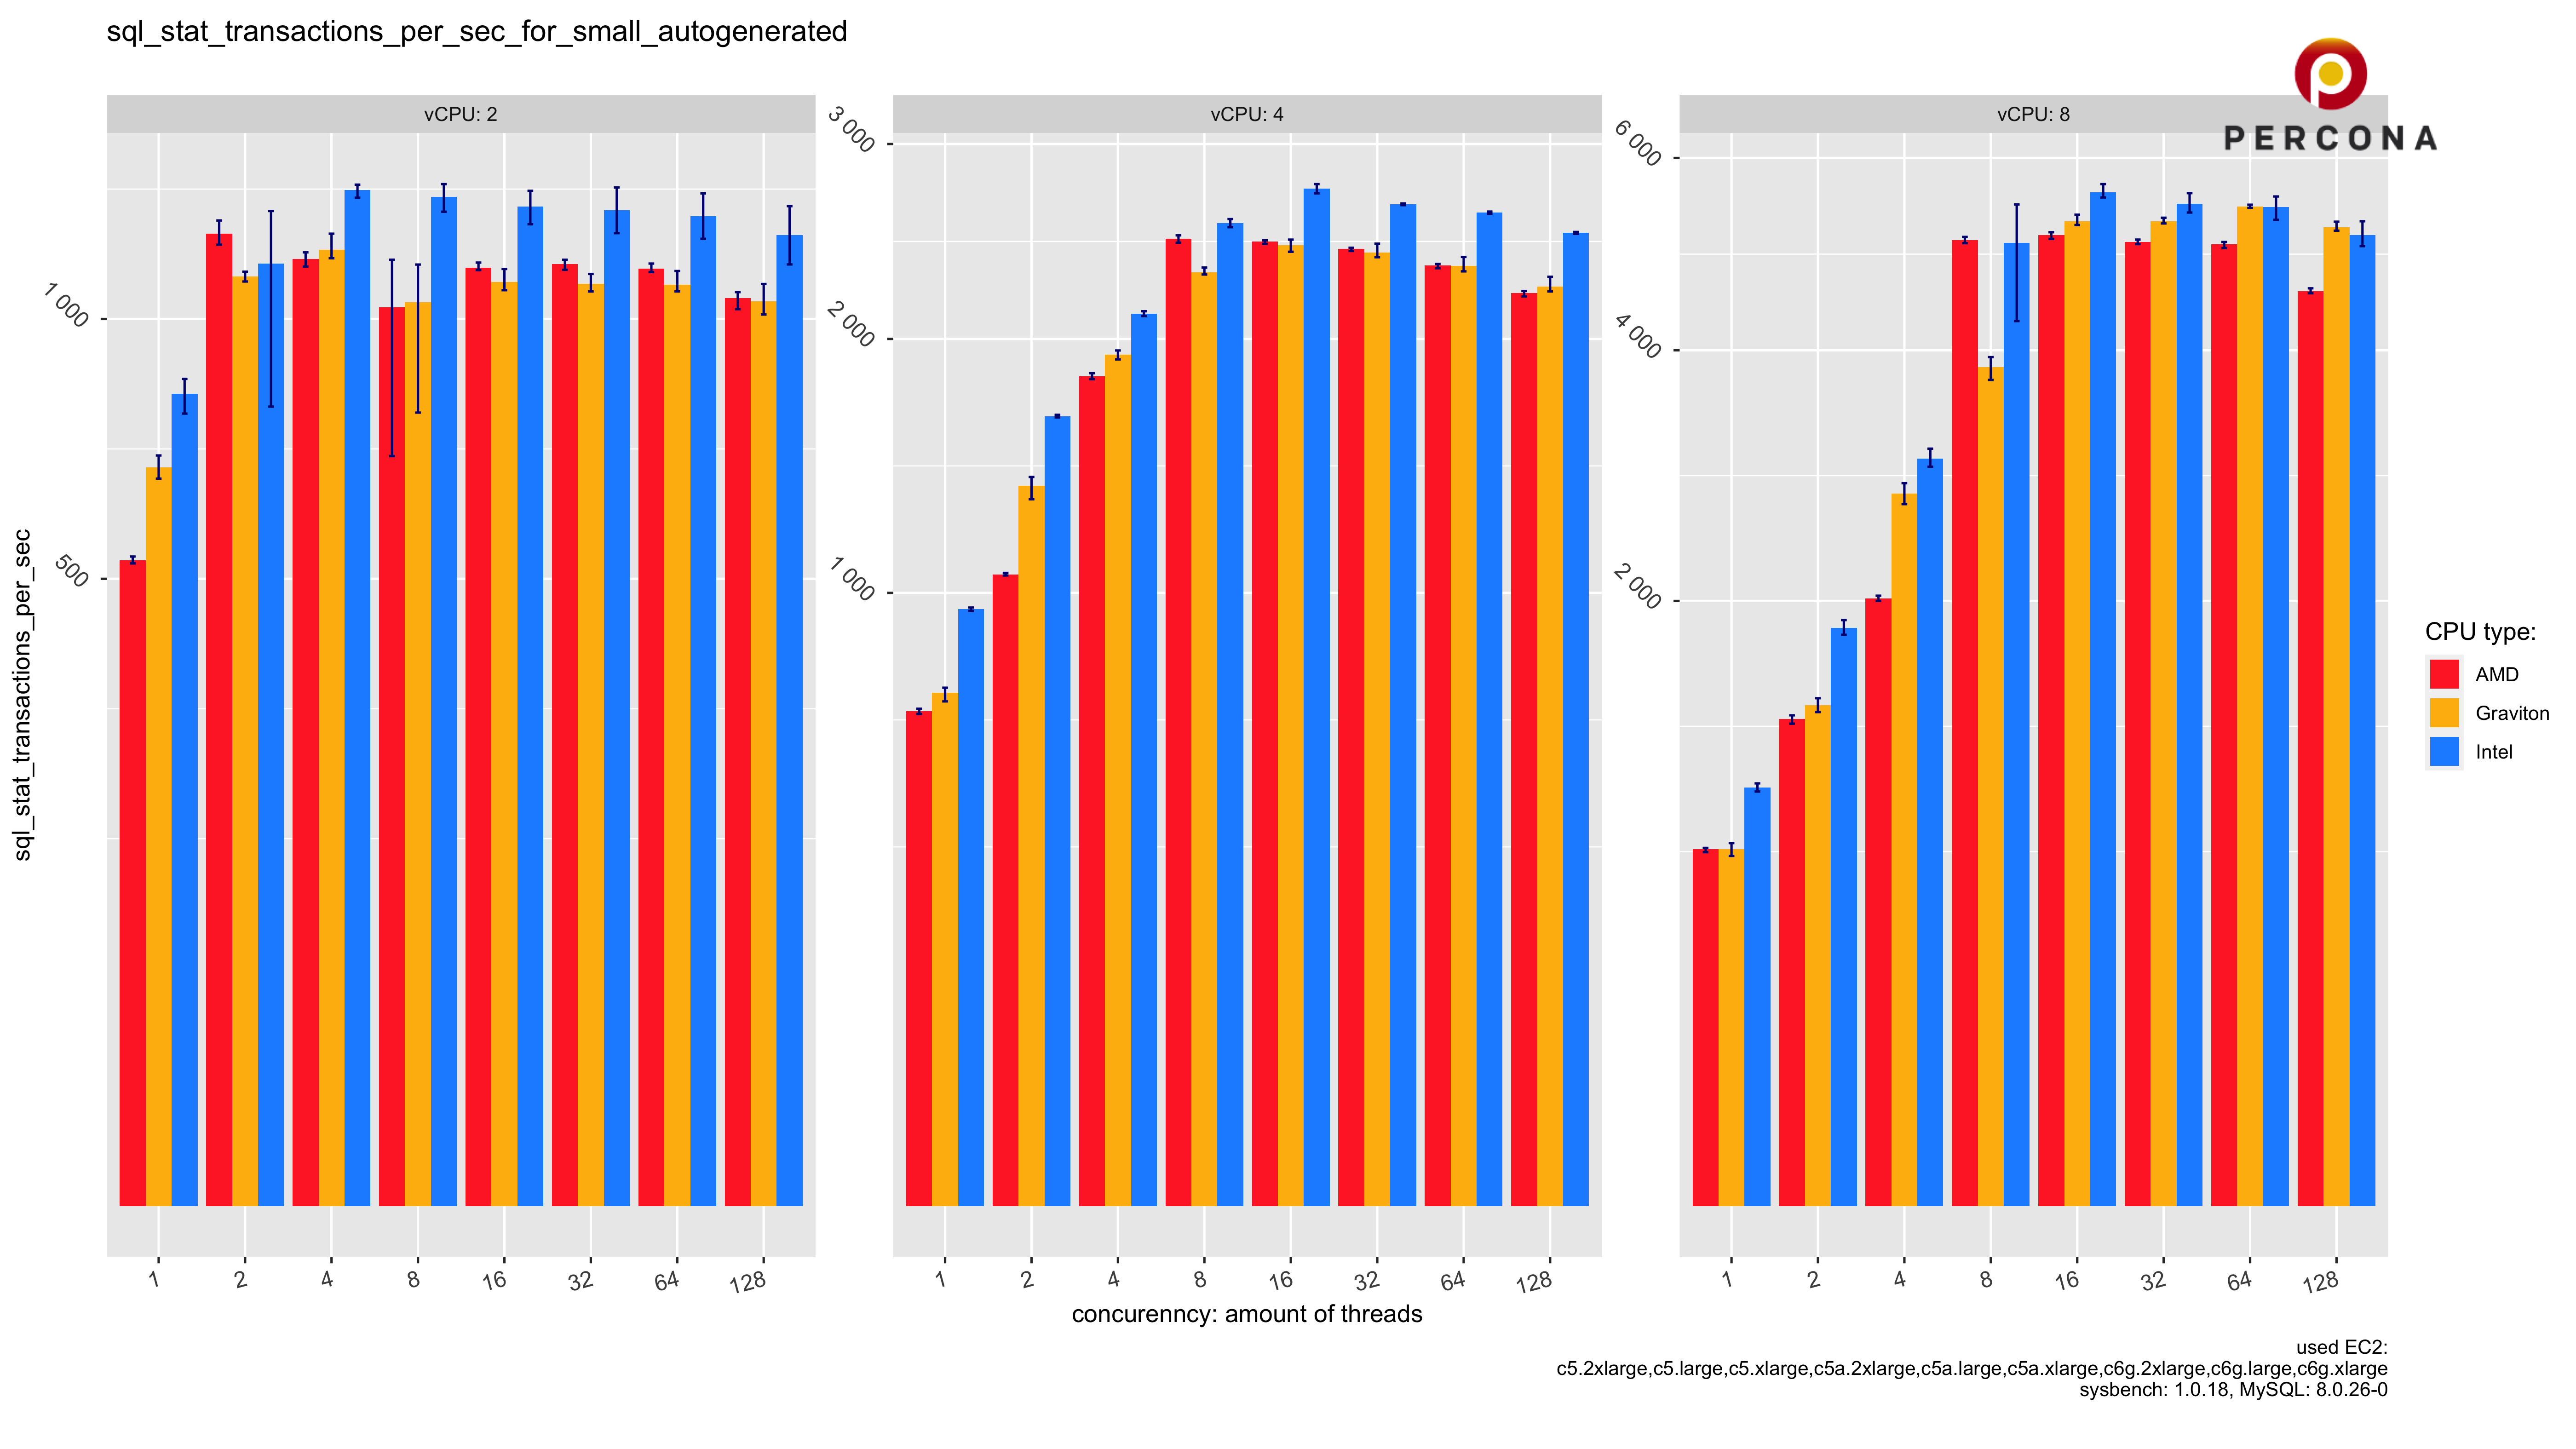 sql_stat_transactions_per_sec_for_small_autogenerated
PERCONA
vCPU: 2
vCPU: 4
vCPU: 8
sql_stat_transactions_per_sec
1 000
500
3 000
2 000
1 000
6 000
4 000
2 000
1 2 4 8 16 32 64 128
1 2 4 8 16 32 64 128
1 2 4 8 16 32 64 128
concurenncy: amount of threads
CPU type:
AMD
Graviton
Intel
used EC2:
c5.2xlarge,c5.large,c5.xlarge,c5a.2xlarge,c5a.large,c5a.xlarge,c6g.2xlarge,c6g.large,c6g.xlarge
sysbench: 1.0.18, MySQL: 8.0.26-0